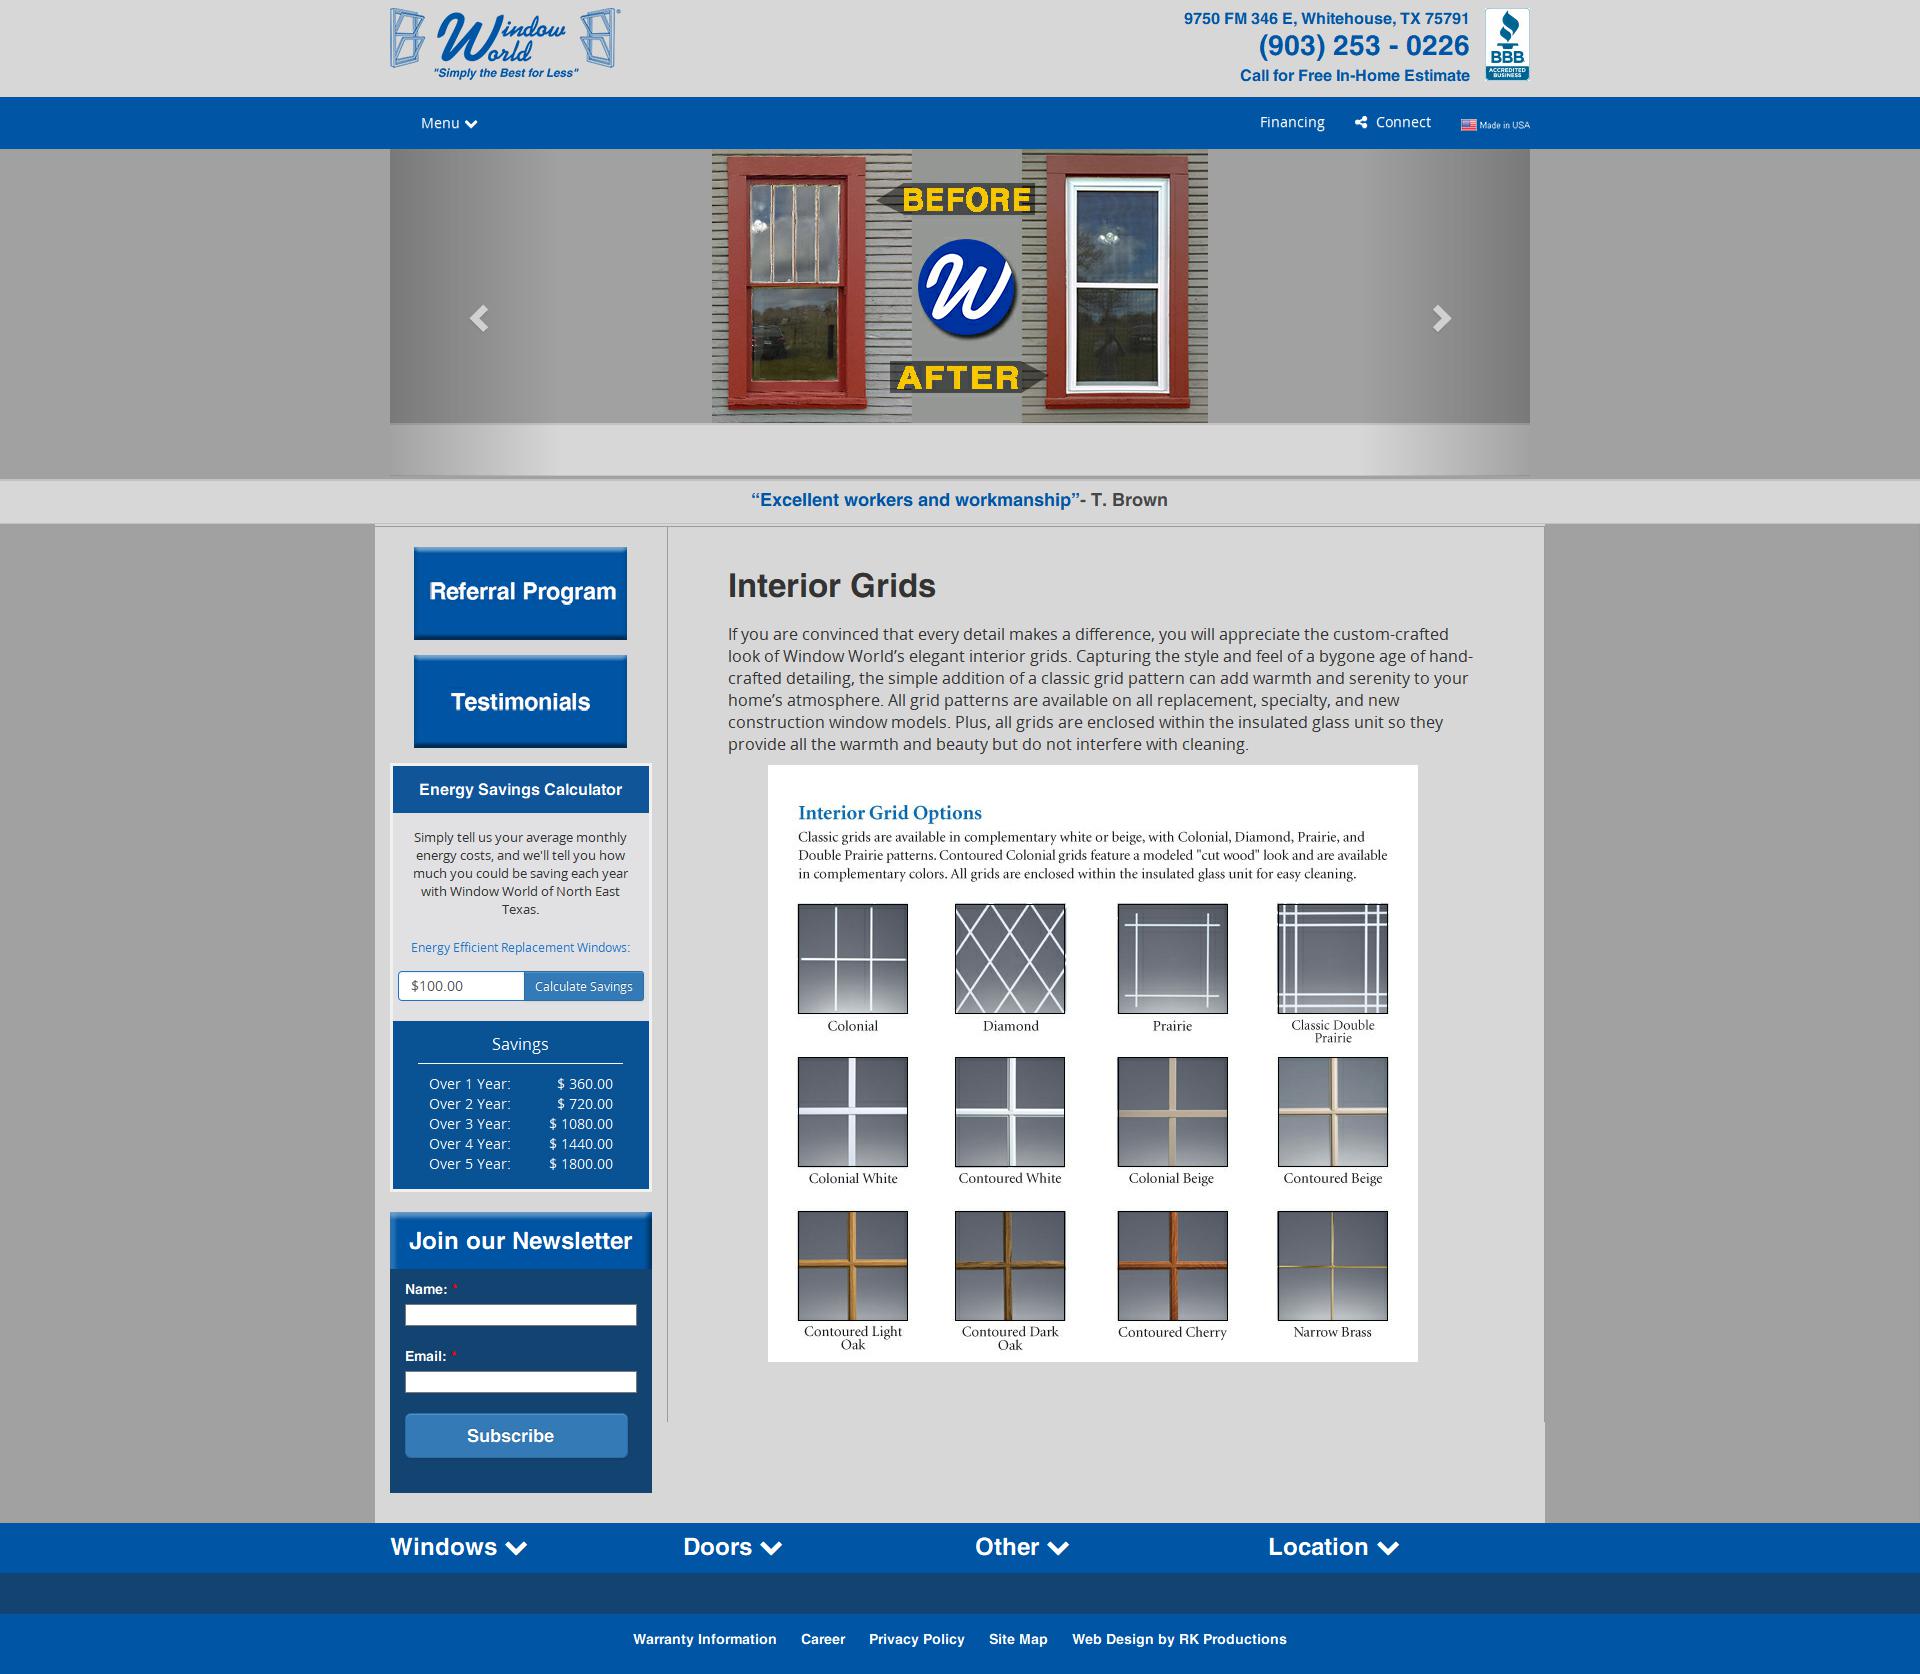 Window World®
"Simply the Best for Less"
9750 FM 346 E, Whitehouse, TX 75791
(903) 253 - 0226
Call for Free In-Home Estimate
BBB
ACCREDITED
BUSINESS
Menu
Financing
Connect
Made in USA
BEFORE
W
AFTER
“Excellent workers and workmanship”- T. Brown
Referral Program
Testimonials
Energy Savings Calculator
Simply tell us your average monthly
energy costs, and we'll tell you how
much you could be saving each year
with Window World of North East
Texas.
Energy Efficient Replacement Windows:
$100.00
Calculate Savings
Savings
Over 1 Year: $ 360.00
Over 2 Year: $ 720.00
Over 3 Year: $ 1080.00
Over 4 Year: $ 1440.00
Over 5 Year: $ 1800.00
Join our Newsletter
Name: *
Email: *
Subscribe
Interior Grids
If you are convinced that every detail makes a difference, you will appreciate the custom-crafted
look of Window World’s elegant interior grids. Capturing the style and feel of a bygone age of hand-
crafted detailing, the simple addition of a classic grid pattern can add warmth and serenity to your
home’s atmosphere. All grid patterns are available on all replacement, specialty, and new
construction window models. Plus, all grids are enclosed within the insulated glass unit so they
provide all the warmth and beauty but do not interfere with cleaning.
Interior Grid Options
Classic grids are available in complementary white or beige, with Colonial, Diamond, Prairie, and
Double Prairie patterns. Contoured Colonial grids feature a modeled "cut wood" look and are available
in complementary colors. All grids are enclosed within the insulated glass unit for easy cleaning.
Colonial
Diamond
Prairie
Classic Double
Prairie
Colonial White
Contoured White
Colonial Beige
Contoured Beige
Contoured Light
Oak
Contoured Dark
Oak
Contoured Cherry
Narrow Brass
Windows
Doors
Other
Location
Warranty Information
Career
Privacy Policy
Site Map
Web Design by RK Productions